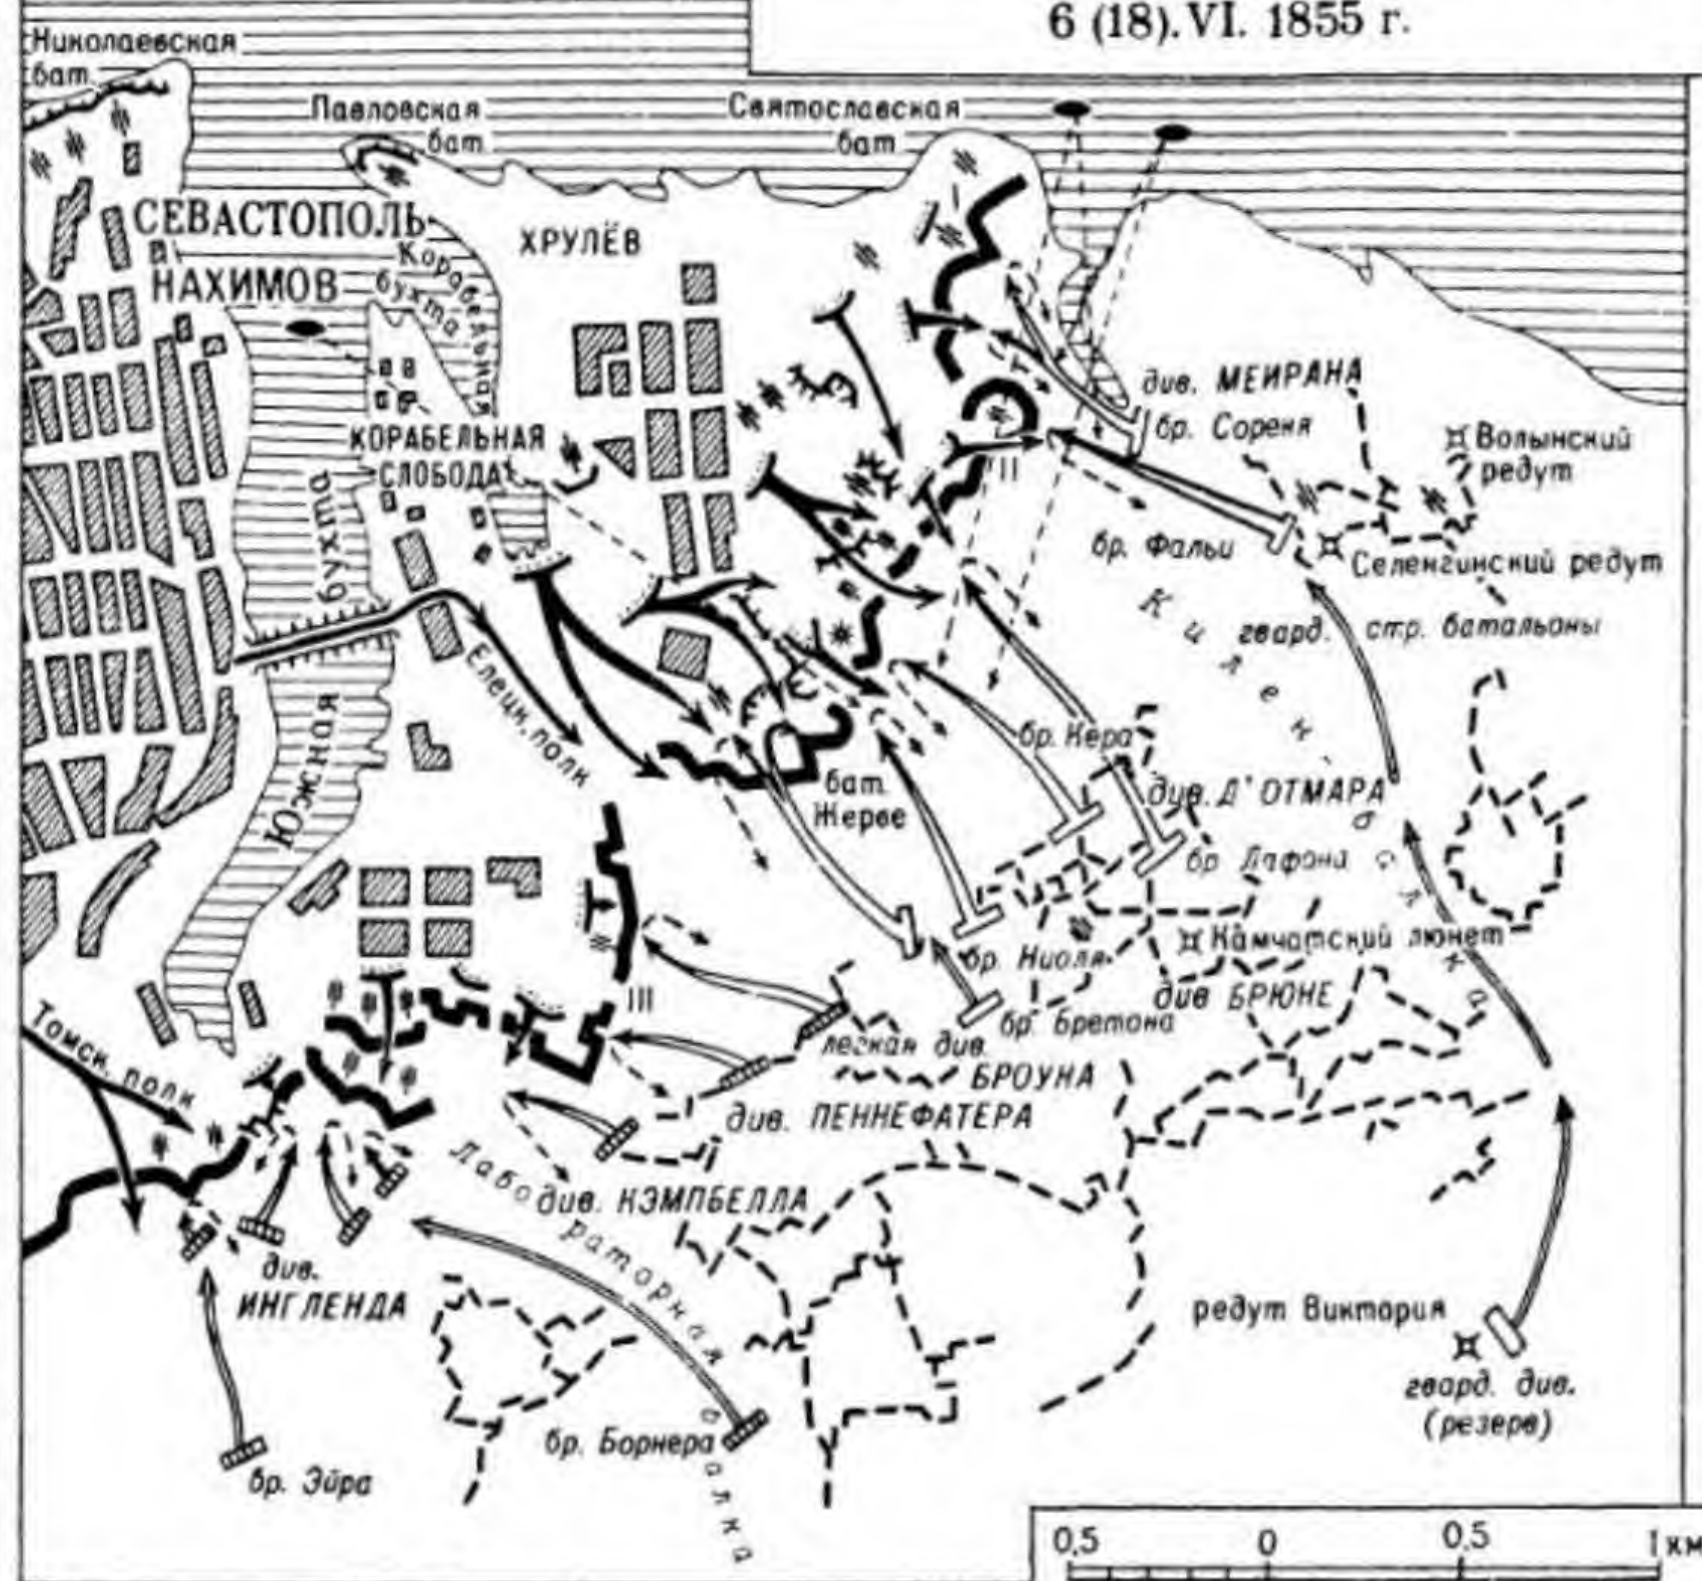 6 (18).VI. 1855 г.
Николаевская
бат.
Павловская
бат.
Святославская
бат.
СЕВАСТОПОЛЬ
НАХИМОВ
Корабельная
бухта
ХРУЛЁВ
КОРАБЕЛЬНАЯ
СЛОБОДА
Южная
бухта
див. МЕЙРАНА
бр. Сореня
Волынский
редут
II
бр. Фальи
Селенгинский редут
гвард. стр. батальоны
Килен-балка
Елецк. полк
бр. Кера
див. Д'ОТМАРА
бат.
Жерве
бр. Лафона
Камчатский люнет
бр. Ниоля
див. БРЮНЕ
бр. Бретона
III
легкая див.
БРОУНА
див. ПЕННЕФАТЕРА
Томск. полк
Лабораторная балка
див. КЭМПБЕЛЛА
див.
ИНГЛЕНДА
редут Виктория
гвард. див.
(резерв)
бр. Борнера
бр. Эйра
0,5 0 0,5 1 км